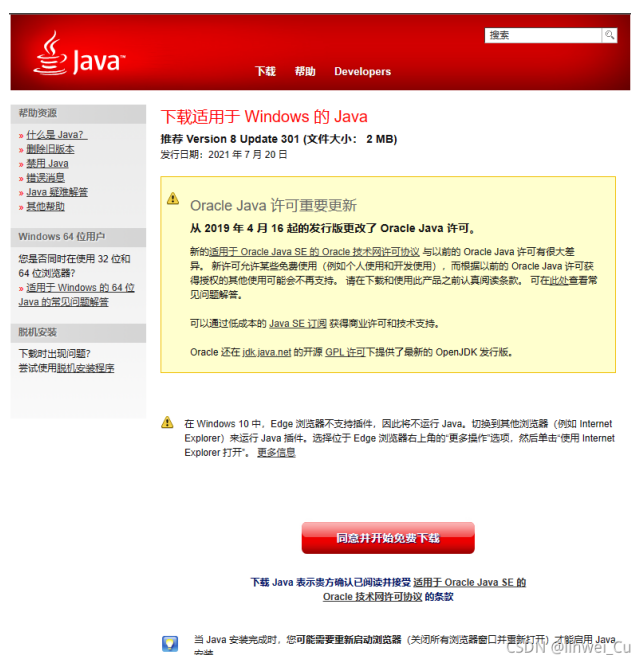 Java™
搜索
下载 帮助 Developers
帮助资源
» 什么是 Java？
» 删除旧版本
» 禁用 Java
» 错误消息
» Java 疑难解答
» 其他帮助
Windows 64 位用户
您是否同时在使用 32 位和
64 位浏览器？
» 适用于 Windows 的 64 位
Java 的常见问题解答
脱机安装
下载时出现问题？
尝试使用脱机安装程序
下载适用于 Windows 的 Java
推荐 Version 8 Update 301 (文件大小： 2 MB)
发行日期：2021 年 7 月 20 日
Oracle Java 许可重要更新
从 2019 年 4 月 16 起的发行版更改了 Oracle Java 许可。
新的适用于 Oracle Java SE 的 Oracle 技术网许可协议 与以前的 Oracle Java 许可有很大差
异。 新许可允许某些免费使用（例如个人使用和开发使用），而根据以前的 Oracle Java 许可获
得授权的其他使用可能会不再支持。 请在下载和使用此产品之前认真阅读条款。 可在此处查看常
见问题解答。
可以通过低成本的 Java SE 订阅 获得商业许可和技术支持。
Oracle 还在 jdk.java.net 的开源 GPL 许可下提供了最新的 OpenJDK 发行版。
在 Windows 10 中，Edge 浏览器不支持插件，因此将不运行 Java。切换到其他浏览器（例如 Internet
Explorer）来运行 Java 插件。选择位于 Edge 浏览器右上角的“更多操作”选项，然后单击“使用 Internet
Explorer 打开”。 更多信息
同意并开始免费下载
下载 Java 表示贵方确认已阅读并接受 适用于 Oracle Java SE 的
Oracle 技术网许可协议 的条款
当 Java 安装完成时，您可能需要重新启动浏览器（关闭所有浏览器窗口并重新打开）才能启用 Java
安装。
CSDN @linwei_Cu